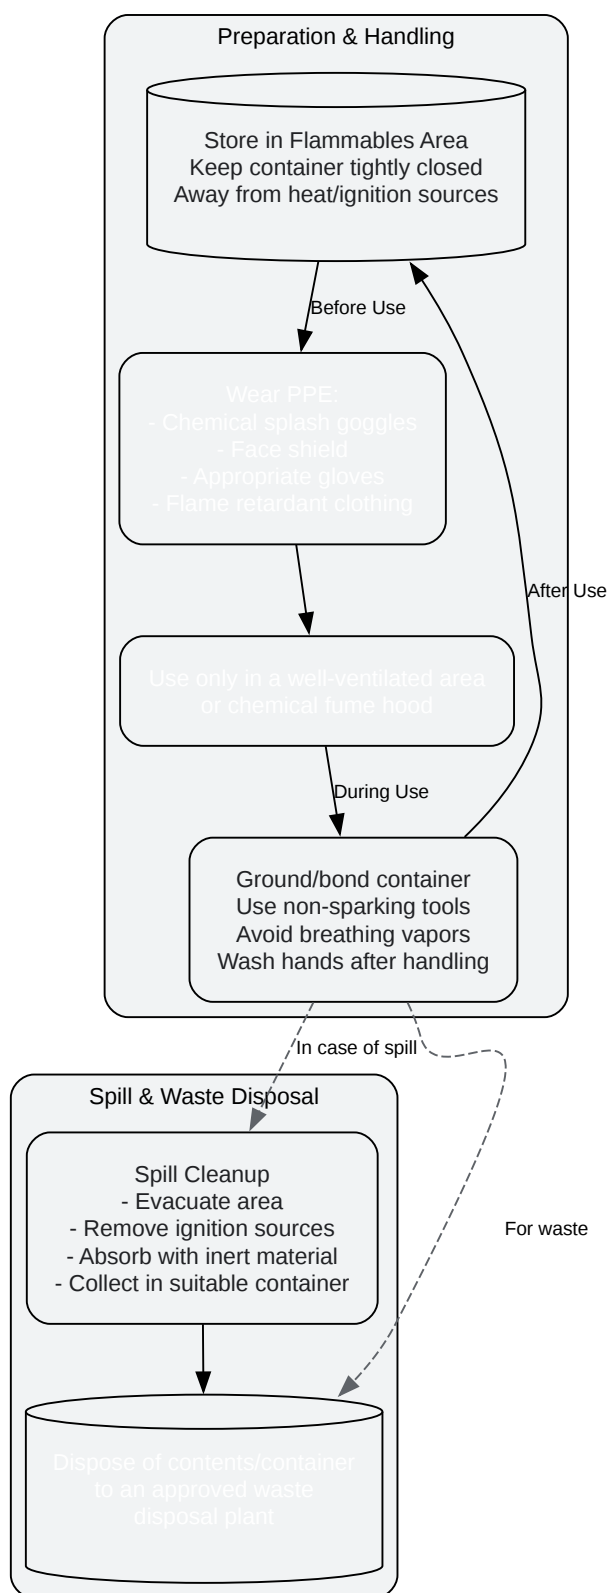 Preparation & Handling
Store in Flammables Area
Keep container tightly closed
Away from heat/ignition sources
Before Use
Wear PPE:
- Chemical splash goggles
- Face shield
- Appropriate gloves
- Flame retardant clothing
After Use
Use only in a well-ventilated area
or chemical fume hood
During Use
Ground/bond container
Use non-sparking tools
Avoid breathing vapors
Wash hands after handling
In case of spill
Spill & Waste Disposal
Spill Cleanup
- Evacuate area
- Remove ignition sources
- Absorb with inert material
- Collect in suitable container
For waste
Dispose of contents/container
to an approved waste
disposal plant